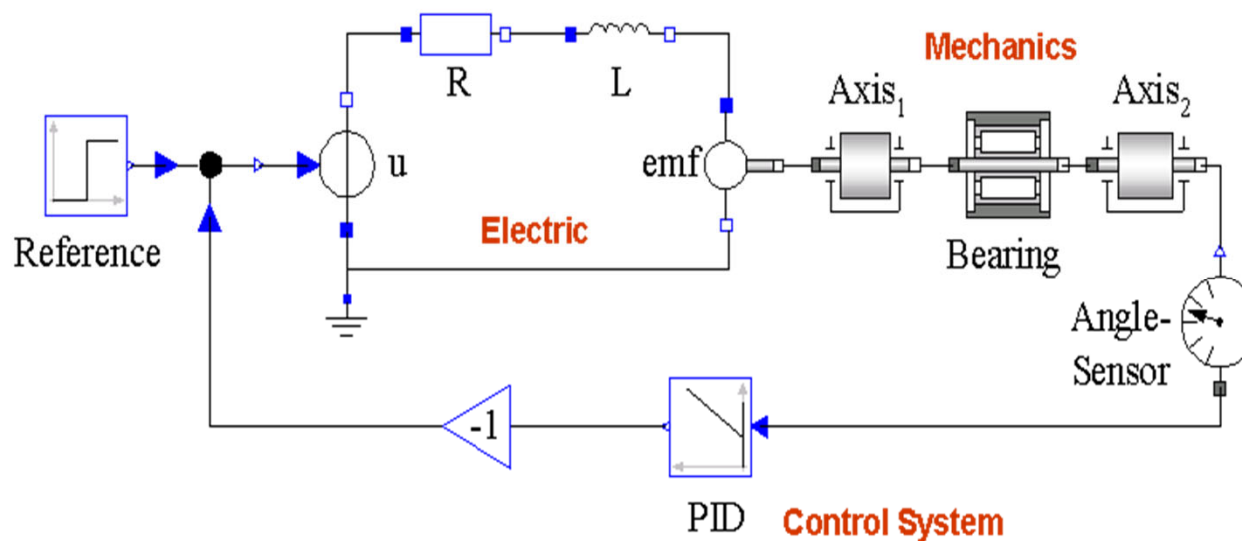 Mechanics
R
L
Axis1
Axis2
u
emf
Reference
Electric
Bearing
Angle-
Sensor
-1
PID
Control System